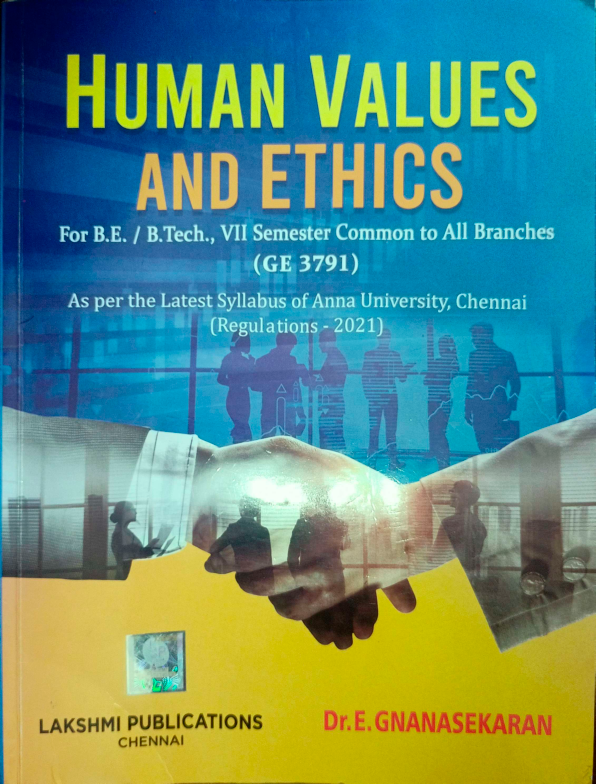 HUMAN VALUES
AND ETHICS
For B.E. / B.Tech., VII Semester Common to All Branches
(GE 3791)
As per the Latest Syllabus of Anna University, Chennai
(Regulations - 2021)
LAKSHMI PUBLICATIONS
CHENNAI
Dr.E.GNANASEKARAN